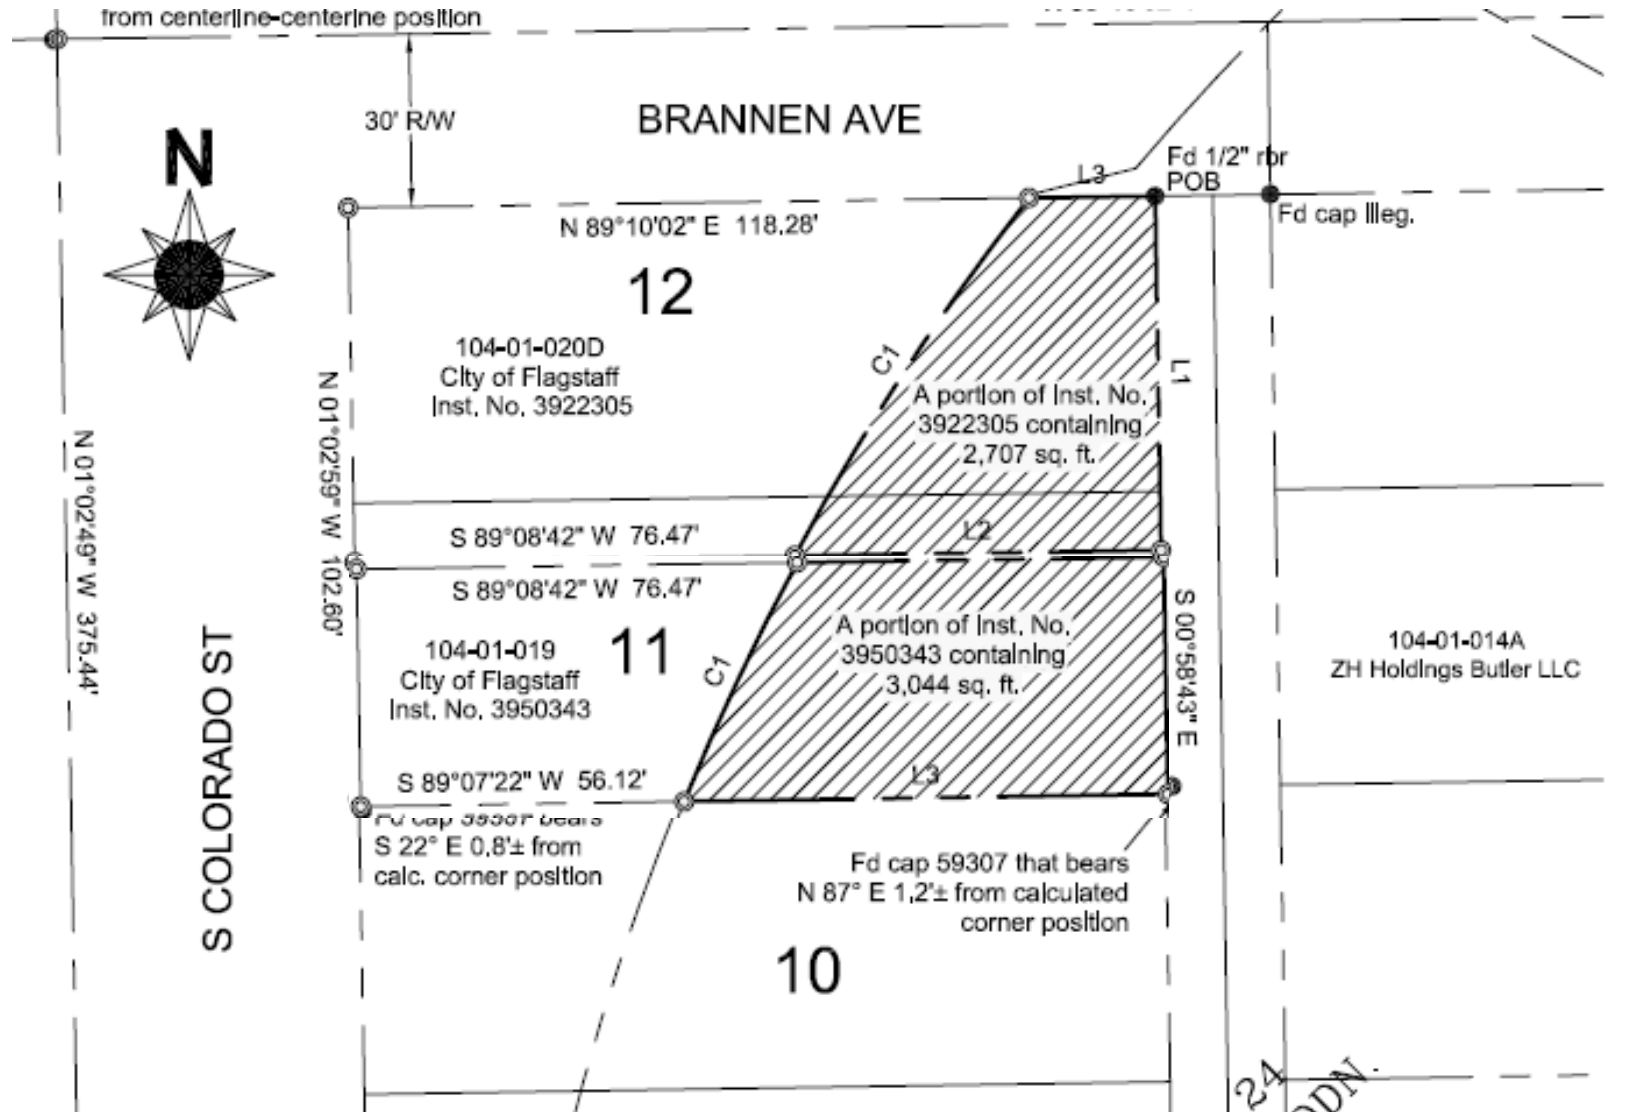 from centerline-centerine position
30' R/W
BRANNEN AVE
N
L3
Fd 1/2" rbr
POB
Fd cap Illeg.
N 89°10'02" E 118.28'
12
104-01-020D
City of Flagstaff
Inst. No. 3922305
C1
L1
A portion of Inst. No.
3922305 containing
2,707 sq. ft.
N 01°02'59" W 102.60'
N 01°02'49" W 375.44'
S 89°08'42" W 76.47'
L2
S 89°08'42" W 76.47'
104-01-019
City of Flagstaff
Inst. No. 3950343
11
C1
A portion of Inst. No.
3950343 containing
3,044 sq. ft.
S 00°58'43" E
104-01-014A
ZH Holdings Butler LLC
S COLORADO ST
S 89°07'22" W 56.12'
L3
Fd cap bears
S 22° E 0.8'± from
calc. corner position
Fd cap 59307 that bears
N 87° E 1.2'± from calculated
corner position
10
24